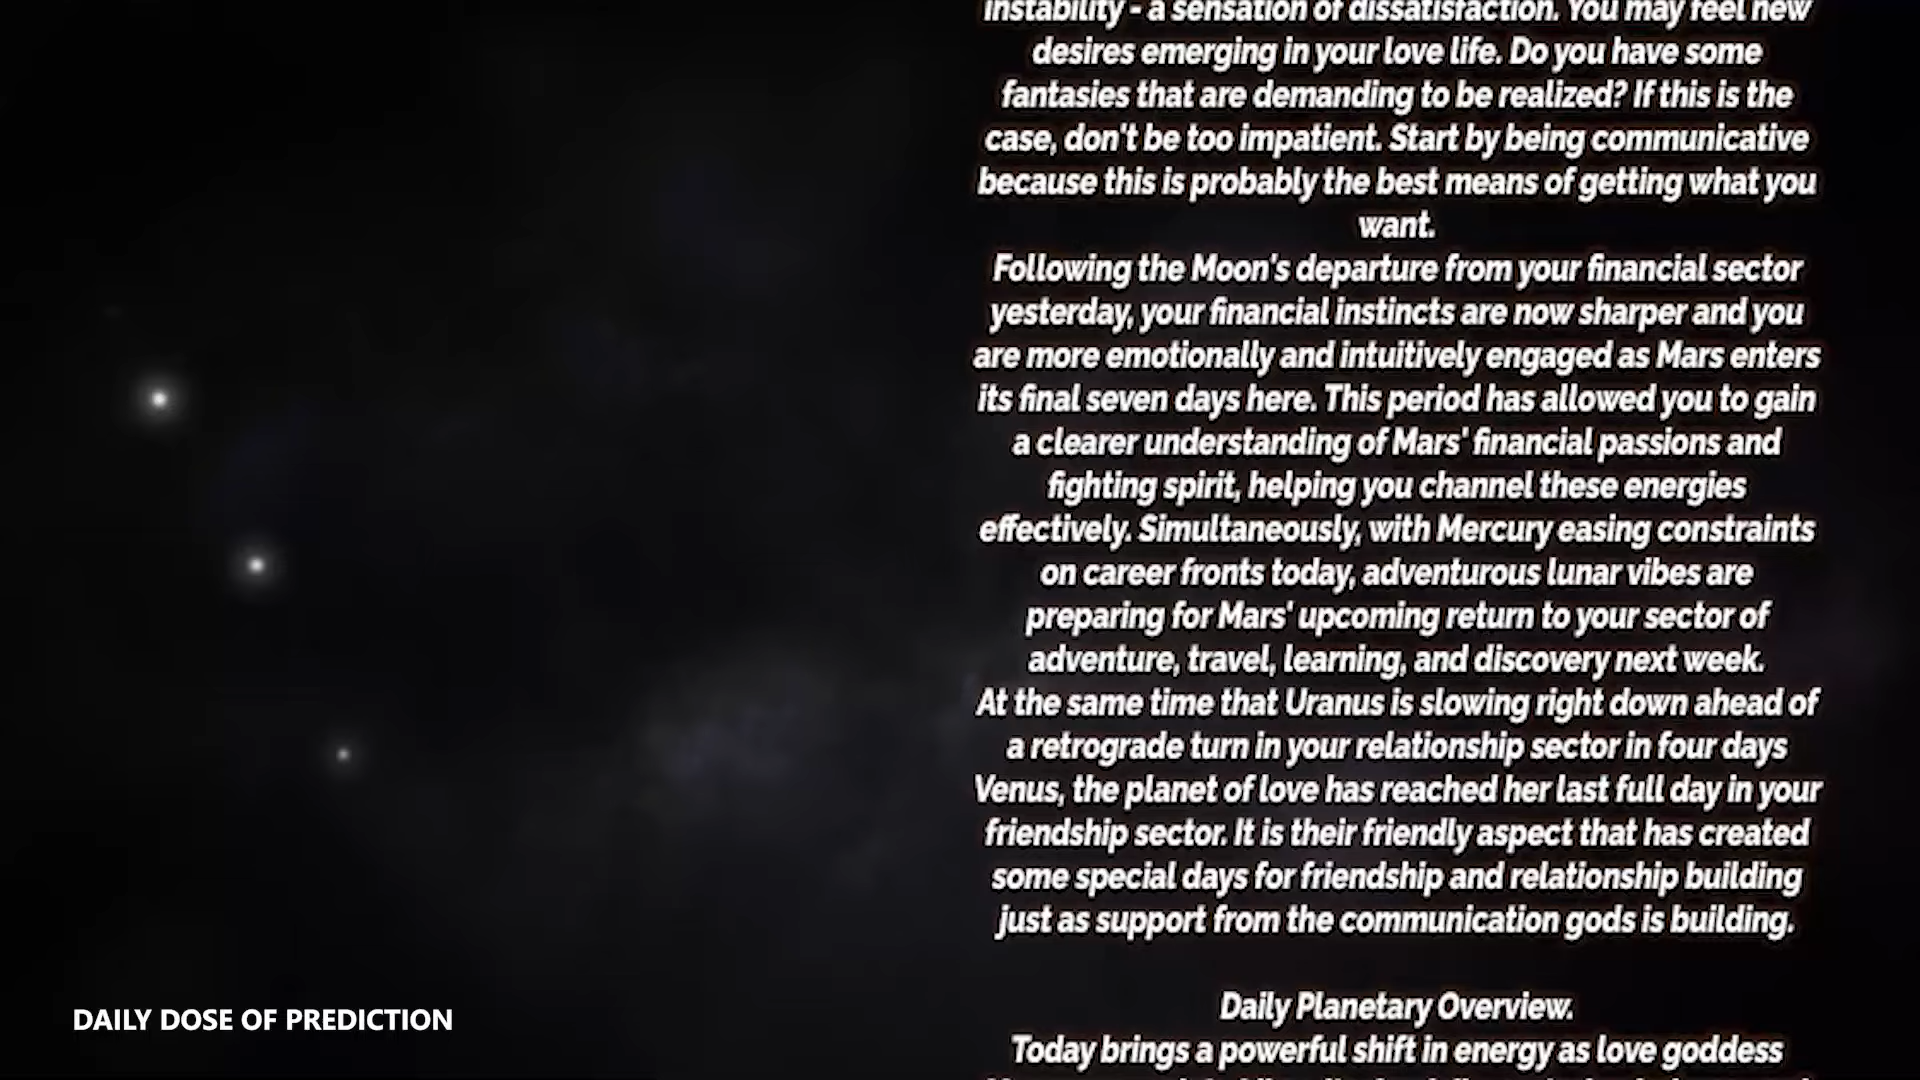 instability - a sensation of dissatisfaction. You may feel new
desires emerging in your love life. Do you have some
fantasies that are demanding to be realized? If this is the
case, don't be too impatient. Start by being communicative
because this is probably the best means of getting what you
want.
Following the Moon's departure from your financial sector
yesterday, your financial instincts are now sharper and you
are more emotionally and intuitively engaged as Mars enters
its final seven days here. This period has allowed you to gain
a clearer understanding of Mars' financial passions and
fighting spirit, helping you channel these energies
effectively. Simultaneously, with Mercury easing constraints
on career fronts today, adventurous lunar vibes are
preparing for Mars' upcoming return to your sector of
adventure, travel, learning, and discovery next week.
At the same time that Uranus is slowing right down ahead of
a retrograde turn in your relationship sector in four days
Venus, the planet of love has reached her last full day in your
friendship sector. It is their friendly aspect that has created
some special days for friendship and relationship building
just as support from the communication gods is building.
Daily Planetary Overview.
Today brings a powerful shift in energy as love goddess
DAILY DOSE OF PREDICTION